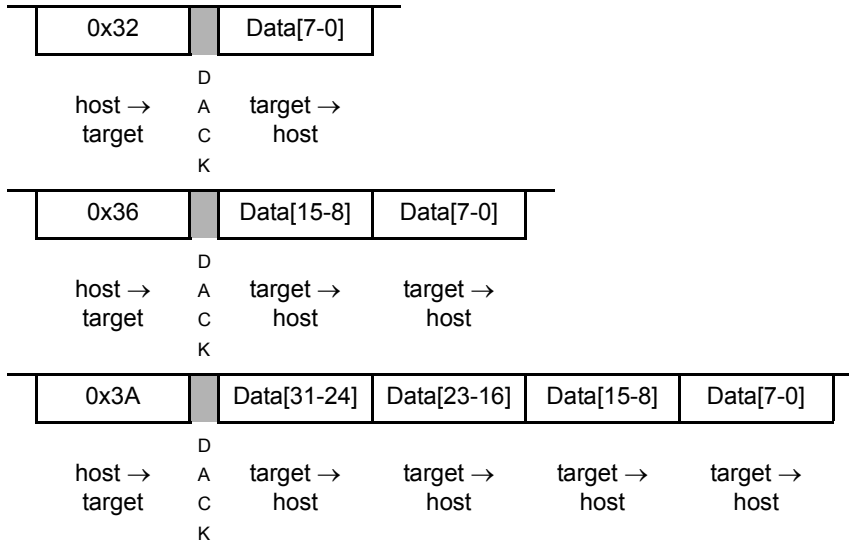 0x32 Data[7-0]
D
host → A target →
target C host
K
0x36 Data[15-8] Data[7-0]
D
host → A target → target →
target C host host
K
0x3A Data[31-24] Data[23-16] Data[15-8] Data[7-0]
D
host → A target → target → target → target →
target C host host host host
K